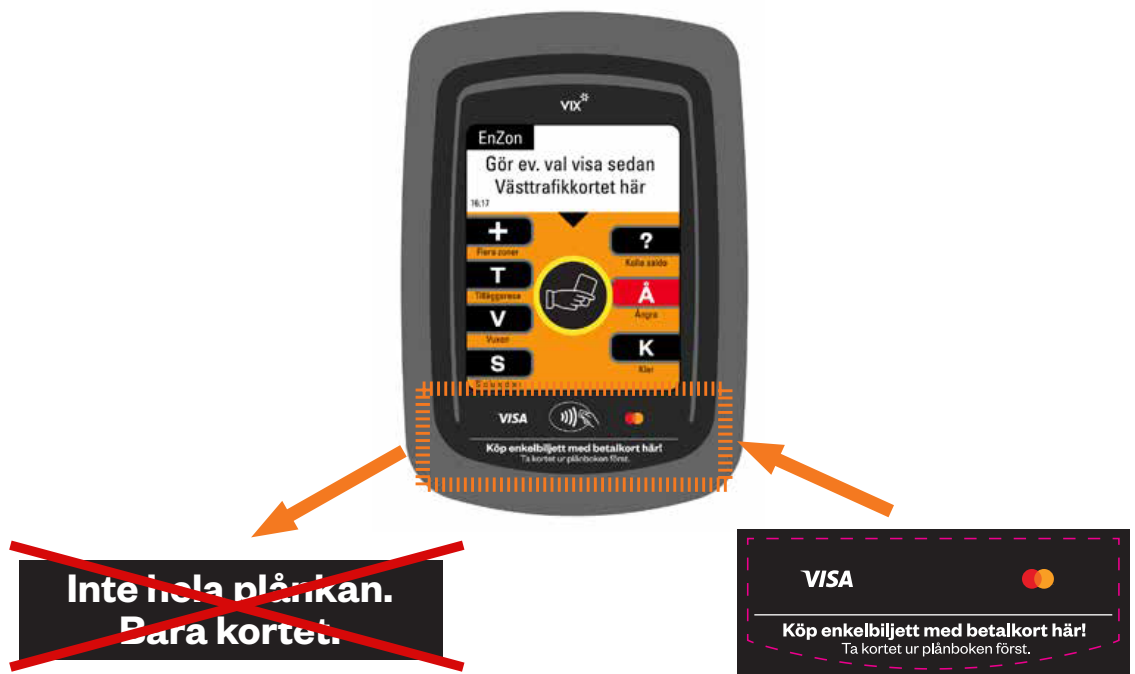 vix
EnZon
Gör ev. val visa sedan
Västtrafikkortet här
16:17
+
Flera zoner
T
Tilläggsresa
V
Vuxen
S
?
Kolla saldo
Å
Ångra
K
Klar
VISA
Köp enkelbiljett med betalkort här!
Ta kortet ur plånboken först.
Inte hela plånkan.
Bara kortet.
VISA
Köp enkelbiljett med betalkort här!
Ta kortet ur plånboken först.